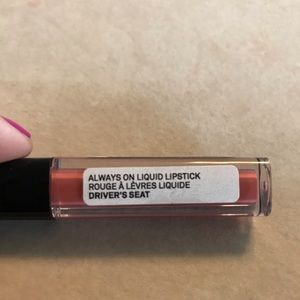 ALWAYS ON LIQUID LIPSTICK
ROUGE À LÈVRES LIQUIDE
DRIVER'S SEAT